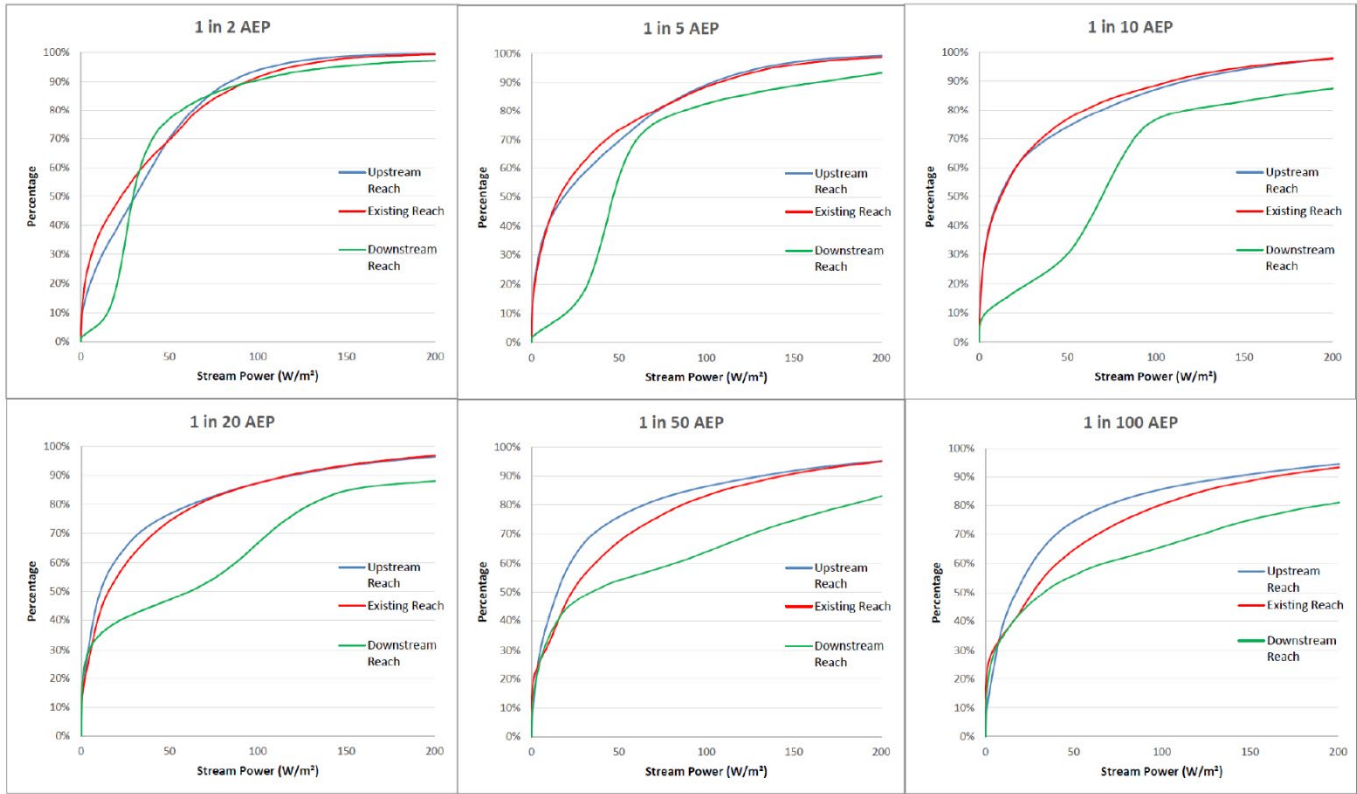 1 in 2 AEP
100%
90%
80%
70%
60%
50%
40%
30%
20%
10%
0%
Percentage
0 50 100 150 200
Stream Power (W/m²)
Upstream
Reach
Existing Reach
Downstream
Reach
1 in 5 AEP
100%
90%
80%
70%
60%
50%
40%
30%
20%
10%
0%
Percentage
0 50 100 150 200
Stream Power (W/m²)
Upstream
Reach
Existing Reach
Downstream
Reach
1 in 10 AEP
100%
90%
80%
70%
60%
50%
40%
30%
20%
10%
0%
Percentage
0 50 100 150 200
Stream Power (W/m²)
Upstream
Reach
Existing Reach
Downstream
Reach
1 in 20 AEP
100%
90%
80%
70%
60%
50%
40%
30%
20%
10%
0%
Percentage
0 50 100 150 200
Stream Power (W/m²)
Upstream
Reach
Existing Reach
Downstream
Reach
1 in 50 AEP
100%
90%
80%
70%
60%
50%
40%
30%
20%
10%
0%
Percentage
0 50 100 150 200
Stream Power (W/m²)
Upstream
Reach
Existing Reach
Downstream
Reach
1 in 100 AEP
100%
90%
80%
70%
60%
50%
40%
30%
20%
10%
0%
Percentage
0 50 100 150 200
Stream Power (W/m²)
Upstream
Reach
Existing Reach
Downstream
Reach